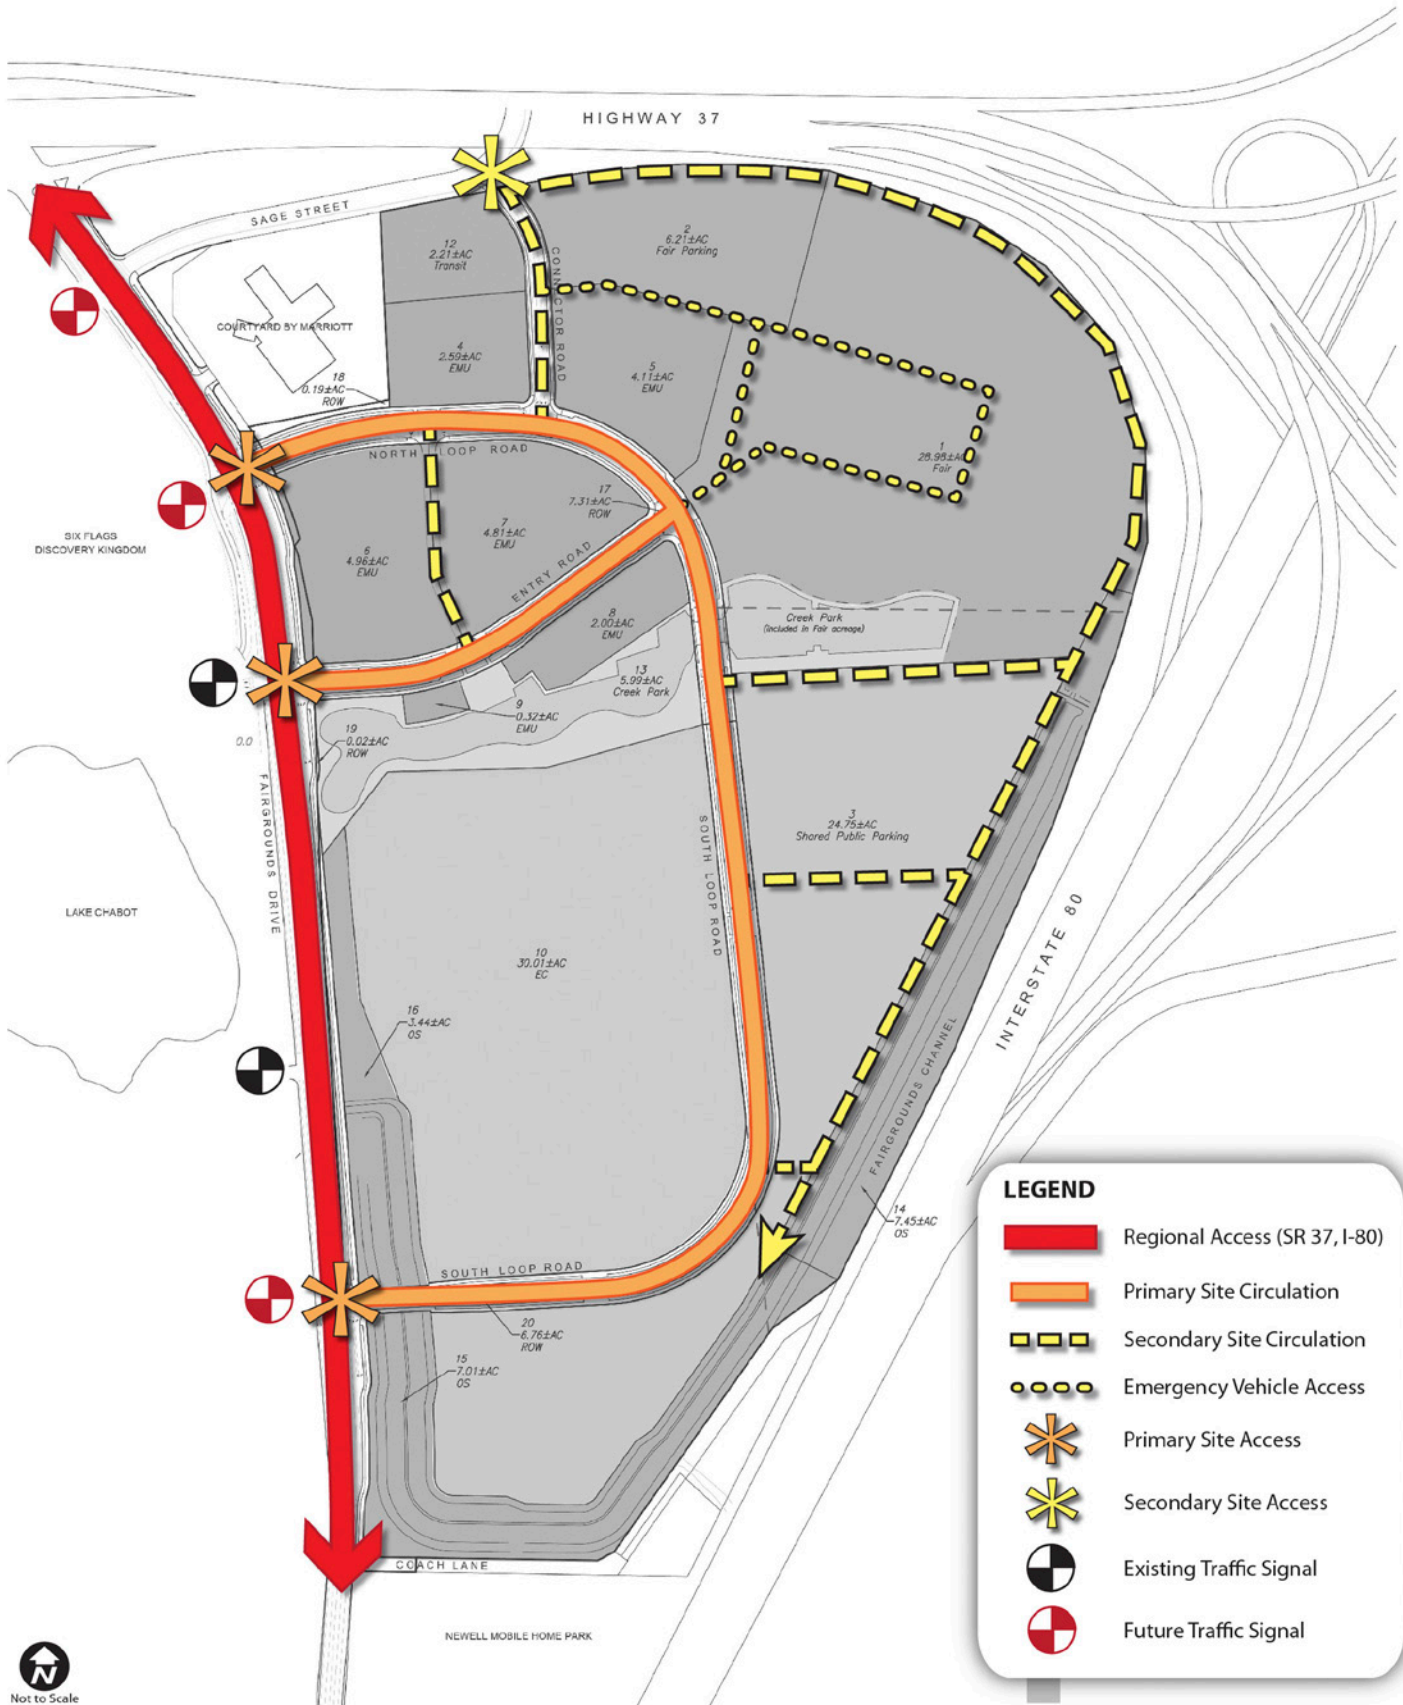 HIGHWAY 37
SAGE STREET
12
2.21±AC
Transit
2
6.21±AC
Fair Parking
CONNECTOR ROAD
COURTYARD BY MARRIOTT
4
2.59±AC
EMU
5
4.11±AC
EMU
18
0.19±AC
ROW
1
28.98±AC
Fair
NORTH LOOP ROAD
17
7.31±AC
ROW
SIX FLAGS
DISCOVERY KINGDOM
6
4.96±AC
EMU
7
4.81±AC
EMU
ENTRY ROAD
8
2.00±AC
EMU
Creek Park
(included in Fair acreage)
13
5.99±AC
Creek Park
9
0.32±AC
EMU
19
0.02±AC
ROW
0.0
FAIRGROUNDS DRIVE
3
24.75±AC
Shared Public Parking
SOUTH LOOP ROAD
LAKE CHABOT
10
30.01±AC
EC
INTERSTATE 80
16
3.44±AC
OS
FAIRGROUNDS CHANNEL
14
7.45±AC
OS
SOUTH LOOP ROAD
20
6.76±AC
ROW
15
7.01±AC
OS
COACH LANE
NEWELL MOBILE HOME PARK
LEGEND
Regional Access (SR 37, I-80)
Primary Site Circulation
Secondary Site Circulation
Emergency Vehicle Access
Primary Site Access
Secondary Site Access
Existing Traffic Signal
Future Traffic Signal
N
Not to Scale